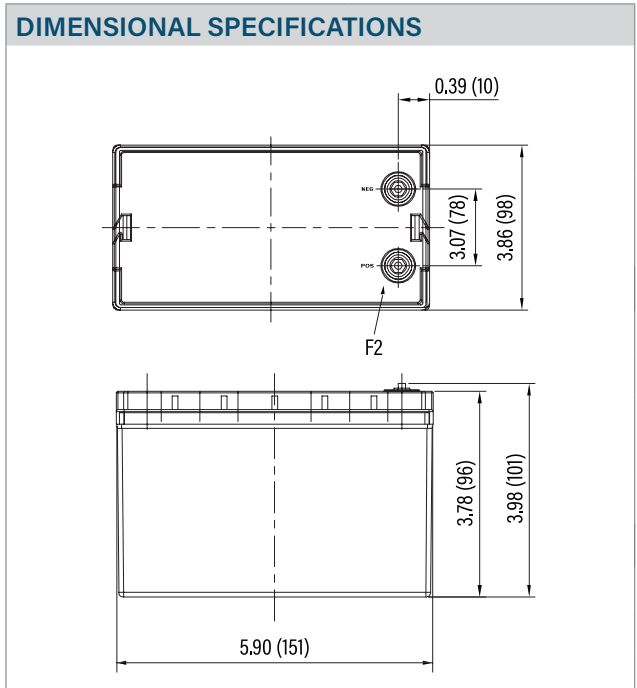 DIMENSIONAL SPECIFICATIONS
0.39 (10)
NEG
3.07 (78)
3.86 (98)
POS
F2
3.78 (96)
3.98 (101)
5.90 (151)